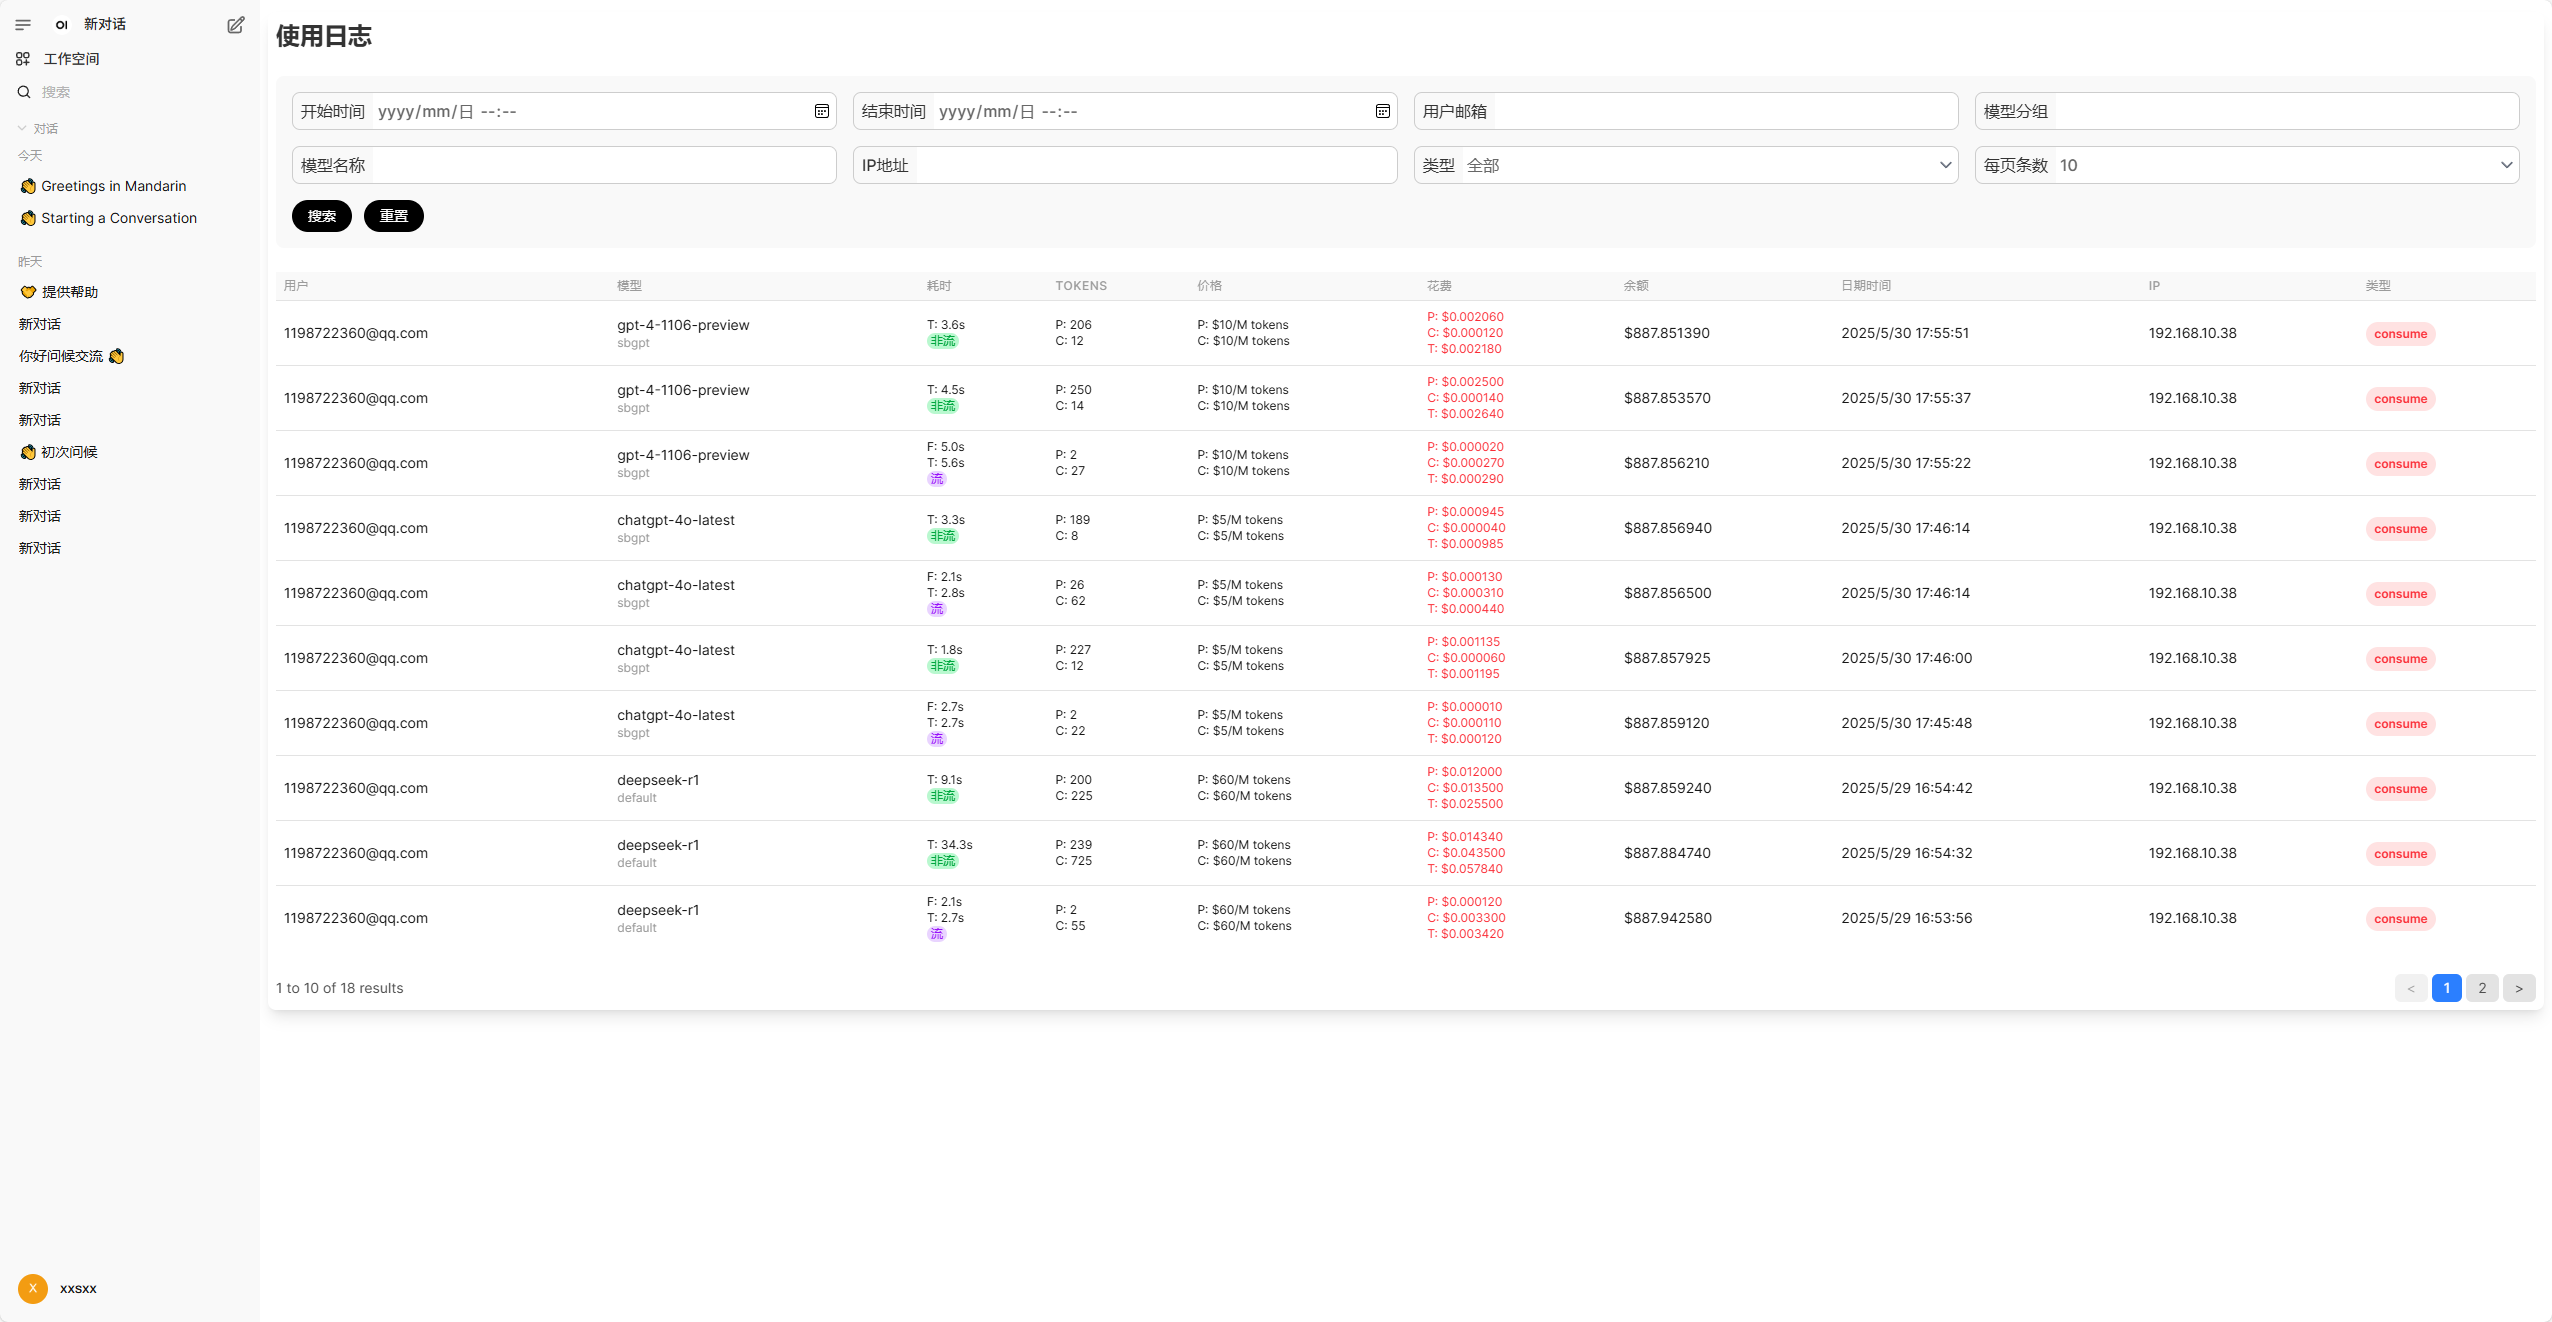 OI 新对话
工作空间
搜索
对话
今天
👋 Greetings in Mandarin
👋 Starting a Conversation
昨天
🤝 提供帮助
新对话
你好问候交流 👋
新对话
新对话
👋 初次问候
新对话
新对话
新对话
X xxsxx
使用日志
开始时间 yyyy/mm/日 --:-- 结束时间 yyyy/mm/日 --:-- 用户邮箱 模型分组
模型名称 IP地址 类型 全部 每页条数 10
搜索 重置
用户 模型 耗时 TOKENS 价格 花费 余额 日期时间 IP 类型
1198722360@qq.com gpt-4-1106-preview sbgpt T: 3.6s 非流 P: 206 C: 12 P: $10/M tokens C: $10/M tokens P: $0.002060 C: $0.000120 T: $0.002180 $887.851390 2025/5/30 17:55:51 192.168.10.38 consume
1198722360@qq.com gpt-4-1106-preview sbgpt T: 4.5s 非流 P: 250 C: 14 P: $10/M tokens C: $10/M tokens P: $0.002500 C: $0.000140 T: $0.002640 $887.853570 2025/5/30 17:55:37 192.168.10.38 consume
1198722360@qq.com gpt-4-1106-preview sbgpt F: 5.0s T: 5.6s 流 P: 2 C: 27 P: $10/M tokens C: $10/M tokens P: $0.000020 C: $0.000270 T: $0.000290 $887.856210 2025/5/30 17:55:22 192.168.10.38 consume
1198722360@qq.com chatgpt-4o-latest sbgpt T: 3.3s 非流 P: 189 C: 8 P: $5/M tokens C: $5/M tokens P: $0.000945 C: $0.000040 T: $0.000985 $887.856940 2025/5/30 17:46:14 192.168.10.38 consume
1198722360@qq.com chatgpt-4o-latest sbgpt F: 2.1s T: 2.8s 流 P: 26 C: 62 P: $5/M tokens C: $5/M tokens P: $0.000130 C: $0.000310 T: $0.000440 $887.856500 2025/5/30 17:46:14 192.168.10.38 consume
1198722360@qq.com chatgpt-4o-latest sbgpt T: 1.8s 非流 P: 227 C: 12 P: $5/M tokens C: $5/M tokens P: $0.001135 C: $0.000060 T: $0.001195 $887.857925 2025/5/30 17:46:00 192.168.10.38 consume
1198722360@qq.com chatgpt-4o-latest sbgpt F: 2.7s T: 2.7s 流 P: 2 C: 22 P: $5/M tokens C: $5/M tokens P: $0.000010 C: $0.000110 T: $0.000120 $887.859120 2025/5/30 17:45:48 192.168.10.38 consume
1198722360@qq.com deepseek-r1 default T: 9.1s 非流 P: 200 C: 225 P: $60/M tokens C: $60/M tokens P: $0.012000 C: $0.013500 T: $0.025500 $887.859240 2025/5/29 16:54:42 192.168.10.38 consume
1198722360@qq.com deepseek-r1 default T: 34.3s 非流 P: 239 C: 725 P: $60/M tokens C: $60/M tokens P: $0.014340 C: $0.043500 T: $0.057840 $887.884740 2025/5/29 16:54:32 192.168.10.38 consume
1198722360@qq.com deepseek-r1 default F: 2.1s T: 2.7s 流 P: 2 C: 55 P: $60/M tokens C: $60/M tokens P: $0.000120 C: $0.003300 T: $0.003420 $887.942580 2025/5/29 16:53:56 192.168.10.38 consume
1 to 10 of 18 results < 1 2 >